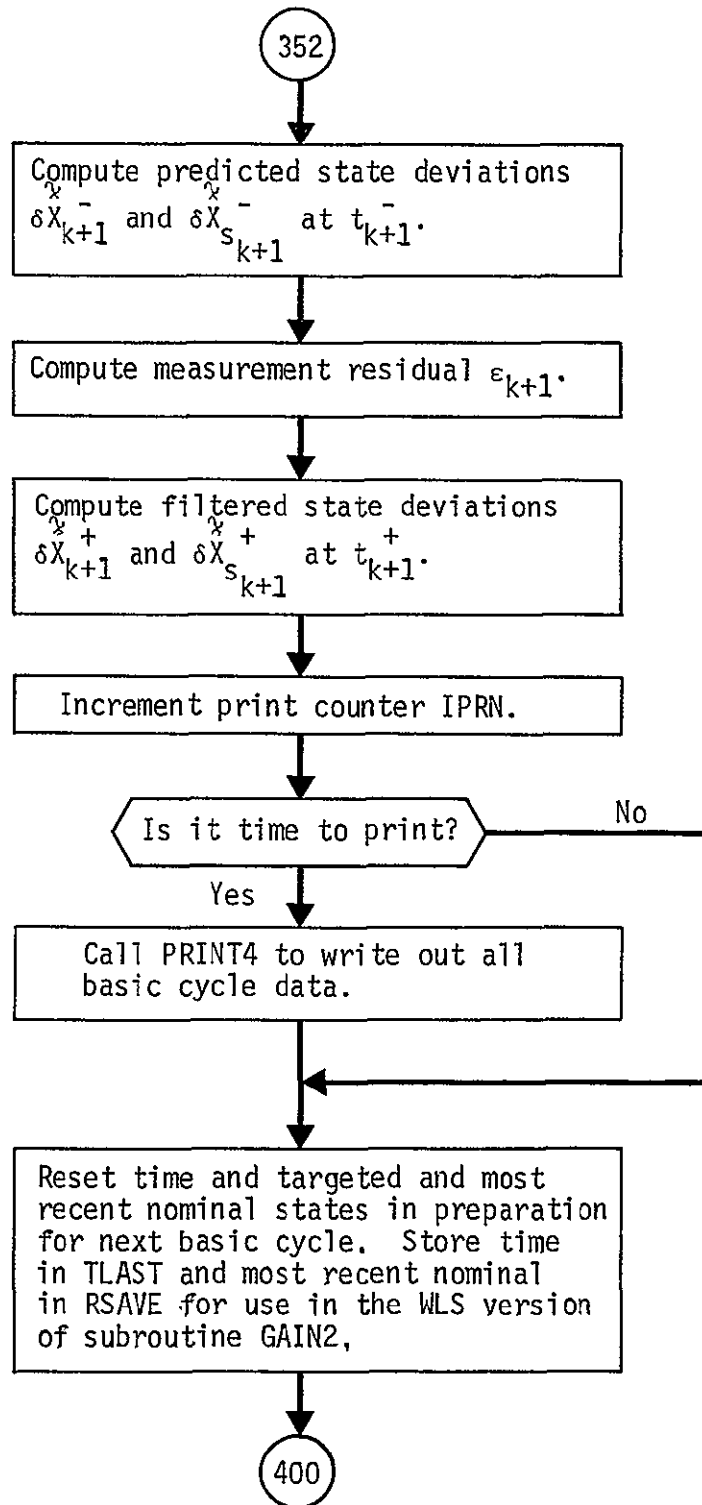 352
Compute predicted state deviations
δX̃⁻ₖ₊₁ and δX̃⁻ₛₖ₊₁ at t⁻ₖ₊₁.
Compute measurement residual εₖ₊₁.
Compute filtered state deviations
δX̃⁺ₖ₊₁ and δX̃⁺ₛₖ₊₁ at t⁺ₖ₊₁.
Increment print counter IPRN.
Is it time to print?
No
Yes
Call PRINT4 to write out all
basic cycle data.
Reset time and targeted and most
recent nominal states in preparation
for next basic cycle. Store time
in TLAST and most recent nominal
in RSAVE for use in the WLS version
of subroutine GAIN2,
400